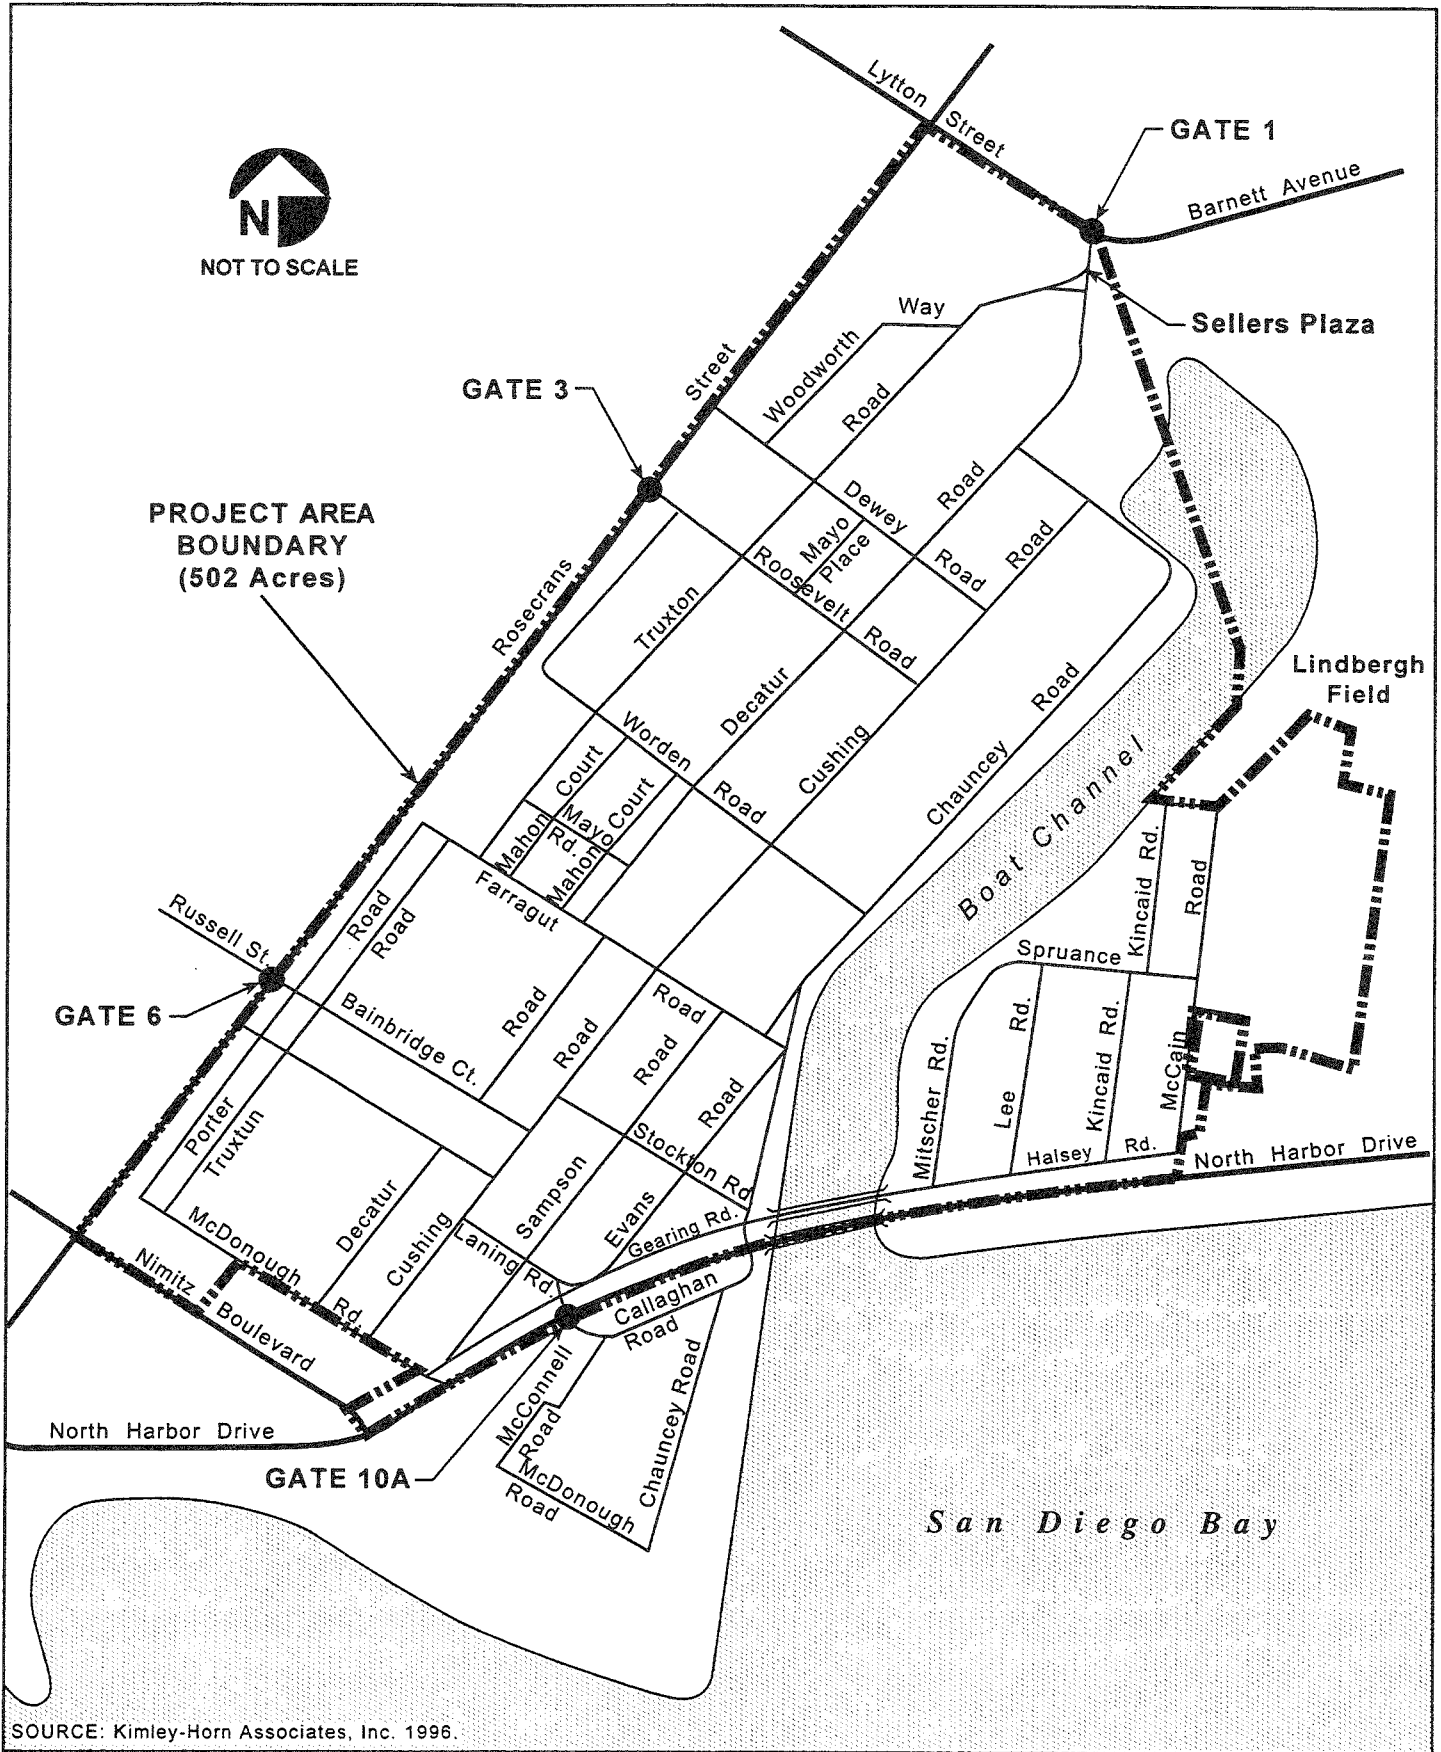 Lytton Street
GATE 1
Barnett Avenue
N
NOT TO SCALE
Sellers Plaza
Way
Woodworth
Street
GATE 3
Road
PROJECT AREA
BOUNDARY
(502 Acres)
Dewey
Road
Mayo
Place
Road
Road
Roosevelt
Road
Rosecrans
Truxton
Lindbergh
Field
Decatur
Road
Worden
Road
Court
Cushing
Chauncey
Mayo
Rd.
Court
Mahon
Mahon
Boat Channel
Kincaid Rd.
Road
Farragut
Road
Road
Russell St.
GATE 6
Bainbridge Ct.
Road
Road
Road
Road
Road
Spruance
Mitscher Rd.
Lee Rd.
Kincaid Rd.
McCain
Halsey Rd.
North Harbor Drive
Porter
Truxtun
Stockton Rd.
Decatur
Cushing
Sampson
Evans
McDonough
Rd.
Laning Rd.
Gearing Rd.
Nimitz
Boulevard
Callaghan
Road
McConnell
Road
Chauncey Road
North Harbor Drive
GATE 10A
McDonough
Road
San Diego Bay
SOURCE: Kimley-Horn Associates, Inc. 1996.